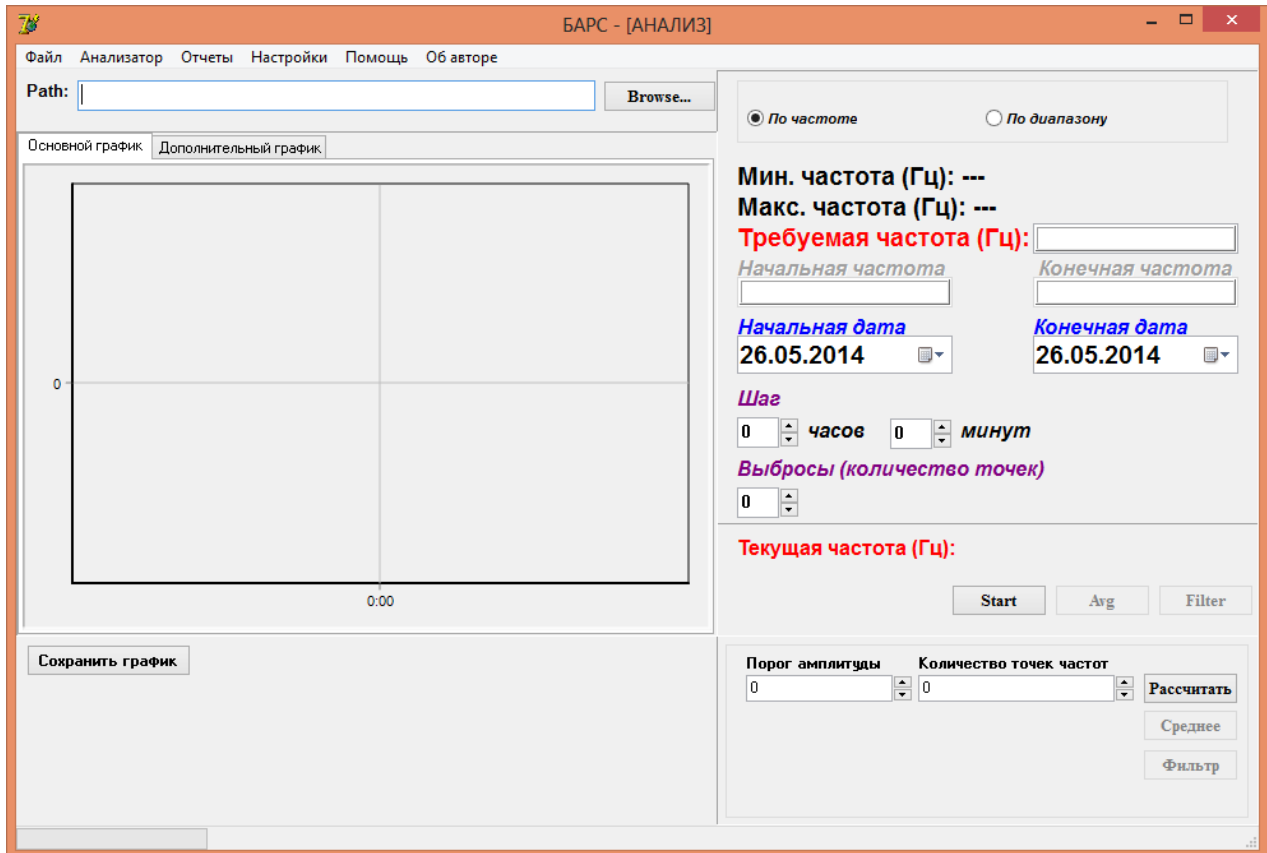 БАРС - [АНАЛИЗ]
Файл Анализатор Отчеты Настройки Помощь Об авторе
Path:
Browse...
По частоте
По диапазону
Основной график
Дополнительный график
0
0:00
Мин. частота (Гц): ---
Макс. частота (Гц): ---
Требуемая частота (Гц):
Начальная частота
Конечная частота
Начальная дата
Конечная дата
26.05.2014
26.05.2014
Шаг
0 часов 0 минут
Выбросы (количество точек)
0
Текущая частота (Гц):
Start
Avg
Filter
Сохранить график
Порог амплитуды
Количество точек частот
0
0
Рассчитать
Среднее
Фильтр